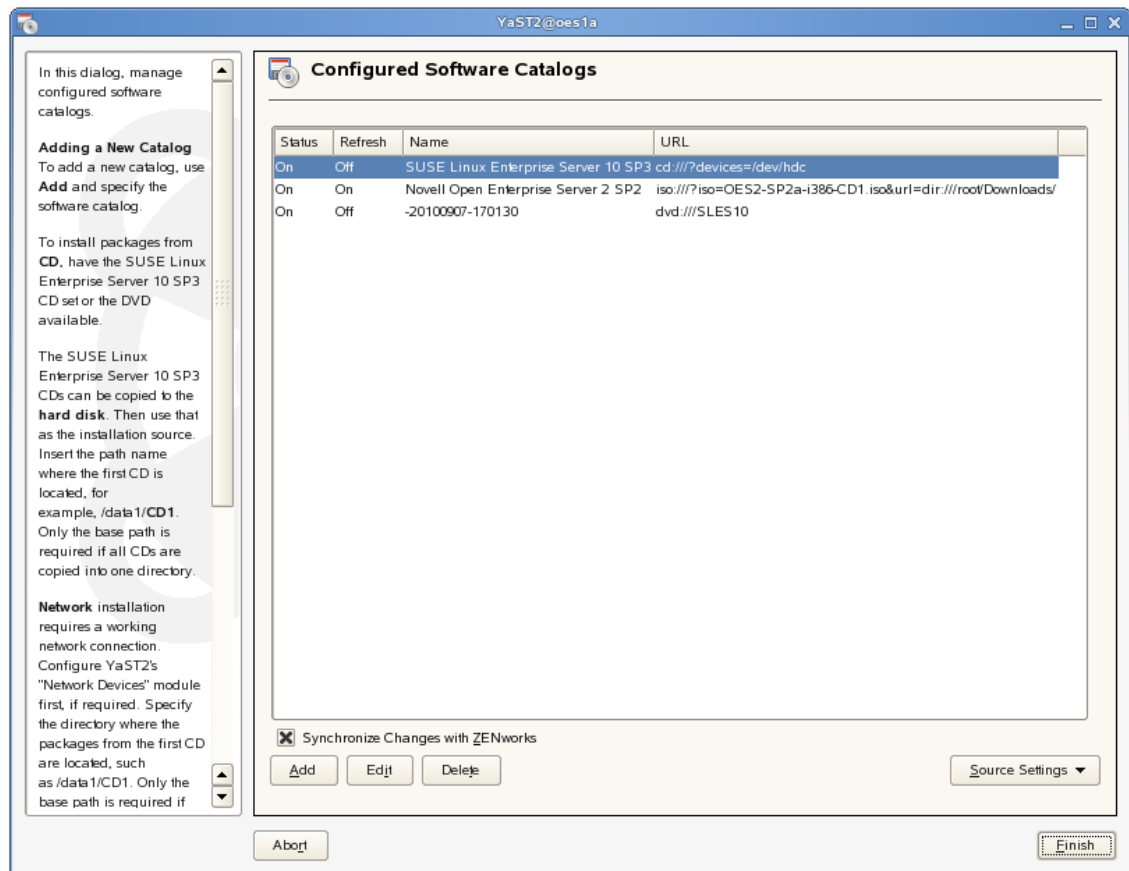 YaST2@oes1a
In this dialog, manage
configured software
catalogs.
Adding a New Catalog
To add a new catalog, use
Add and specify the
software catalog.
To install packages from
CD, have the SUSE Linux
Enterprise Server 10 SP3
CD set or the DVD
available.
The SUSE Linux
Enterprise Server 10 SP3
CDs can be copied to the
hard disk. Then use that
as the installation source.
Insert the path name
where the first CD is
located, for
example, /data1/CD1.
Only the base path is
required if all CDs are
copied into one directory.
Network installation
requires a working
network connection.
Configure YaST2's
"Network Devices" module
first, if required. Specify
the directory where the
packages from the first CD
are located, such
as /data1/CD1. Only the
base path is required if
Configured Software Catalogs
Status Refresh Name URL
On Off SUSE Linux Enterprise Server 10 SP3 cd:///?devices=/dev/hdc
On On Novell Open Enterprise Server 2 SP2 iso:///?iso=OES2-SP2a-i386-CD1.iso&url=dir:///root/Downloads/
On Off -20100907-170130 dvd:///SLES10
Synchronize Changes with ZENworks
Add Edit Delete Source Settings
Abort Finish